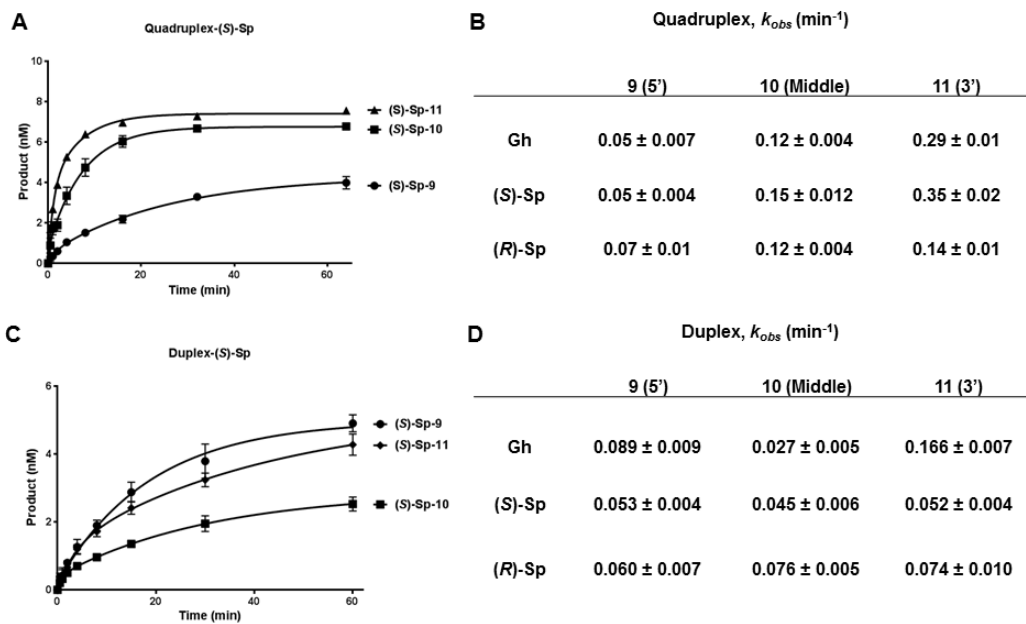 A
Quadruplex-(S)-Sp
Product (nM)
10
8
6
4
2
0
0 20 40 60
Time (min)
(S)-Sp-11
(S)-Sp-10
(S)-Sp-9
B
Quadruplex, kobs (min-1)
9 (5’) 10 (Middle) 11 (3’)
Gh 0.05 ± 0.007 0.12 ± 0.004 0.29 ± 0.01
(S)-Sp 0.05 ± 0.004 0.15 ± 0.012 0.35 ± 0.02
(R)-Sp 0.07 ± 0.01 0.12 ± 0.004 0.14 ± 0.01
C
Duplex-(S)-Sp
Product (nM)
6
4
2
0
0 20 40 60
Time (min)
(S)-Sp-9
(S)-Sp-11
(S)-Sp-10
D
Duplex, kobs (min-1)
9 (5’) 10 (Middle) 11 (3’)
Gh 0.089 ± 0.009 0.027 ± 0.005 0.166 ± 0.007
(S)-Sp 0.053 ± 0.004 0.045 ± 0.006 0.052 ± 0.004
(R)-Sp 0.060 ± 0.007 0.076 ± 0.005 0.074 ± 0.010